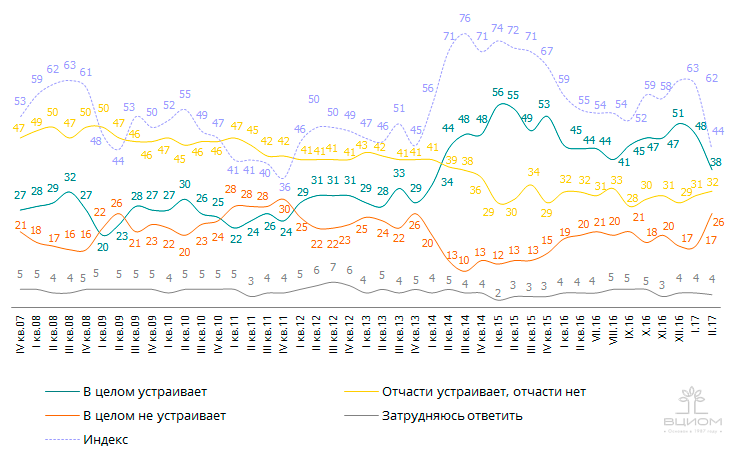 53 59 62 63 61 48 44 53 50 52 55 49 47 41 41 40 36 46 50 50 49 47 46 51 45 56 71 76 71 74 72 71 67 59 55 54 54 54 52 59 58 63 62 44
47 49 50 47 50 50 47 46 46 47 45 46 46 47 45 42 42 41 41 41 41 43 42 41 41 41 39 38 36 29 30 34 29 32 32 31 33 28 30 31 29 31 32
27 28 29 32 27 20 23 28 27 27 30 26 25 22 24 26 24 29 31 31 31 29 28 33 29 34 44 48 48 56 55 49 53 45 44 44 41 45 47 47 51 48 38
21 18 17 16 16 22 26 21 23 22 20 23 24 28 28 28 30 25 22 22 23 25 24 22 26 20 13 10 13 12 13 13 15 19 20 21 20 21 18 20 17 17 26
5 5 4 4 5 5 5 5 5 4 5 5 5 5 3 4 4 5 6 7 6 4 5 4 5 4 5 4 4 2 3 3 3 4 4 4 5 5 5 3 4 4 4
IV кв.07
I кв.08
II кв.08
III кв.08
IV кв.08
I кв.09
II кв.09
III кв.09
IV кв.09
I кв.10
II кв.10
III кв.10
IV кв.10
I кв.11
II кв.11
III кв.11
IV кв.11
I кв.12
II кв.12
III кв.12
IV кв.12
I кв.13
II кв.13
III кв.13
IV кв.13
I кв.14
II кв.14
III кв.14
IV кв.14
I кв.15
II кв.15
III кв.15
IV кв.15
I кв.16
II кв.16
VII.16
VIII.16
IX.16
X.16
XI.16
XII.16
I.17
II.17
В целом устраивает
Отчасти устраивает, отчасти нет
В целом не устраивает
Затрудняюсь ответить
Индекс
ВЦИОМ